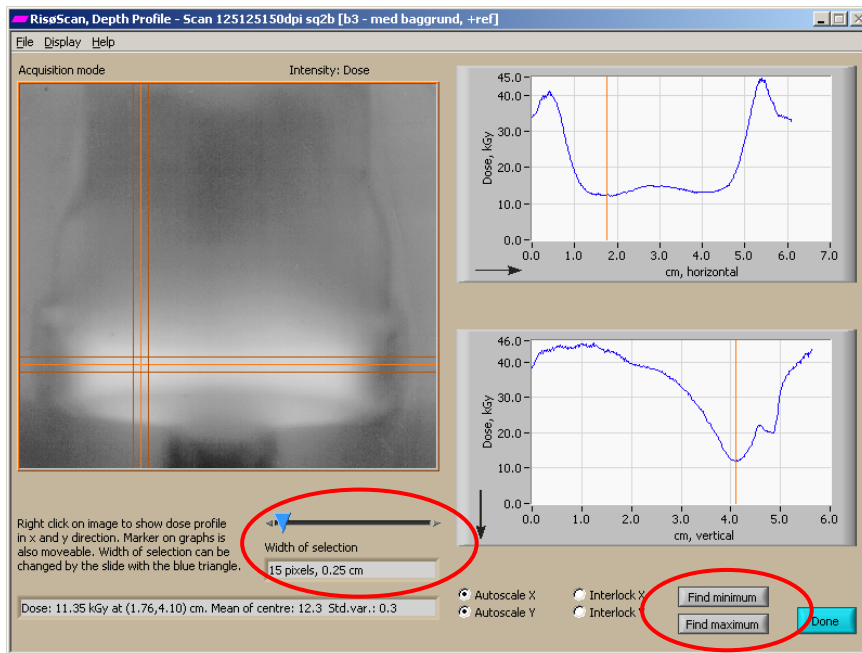 RisøScan, Depth Profile - Scan 125125150dpi sq2b [b3 - med baggrund, +ref]
File Display Help
Acquisition mode
Intensity: Dose
45.0
40.0
30.0
20.0
10.0
0.0
Dose, kGy
0.0 1.0 2.0 3.0 4.0 5.0 6.0 7.0
cm, horizontal
46.0
40.0
30.0
20.0
10.0
0.0
Dose, kGy
0.0 1.0 2.0 3.0 4.0 5.0 6.0
cm, vertical
Right click on image to show dose profile
in x and y direction. Marker on graphs is
also moveable. Width of selection can be
changed by the slide with the blue triangle.
Width of selection
15 pixels, 0.25 cm
Dose: 11.35 kGy at (1.76,4.10) cm. Mean of centre: 12.3 Std.var.: 0.3
Autoscale X
Interlock X
Autoscale Y
Interlock Y
Find minimum
Find maximum
Done